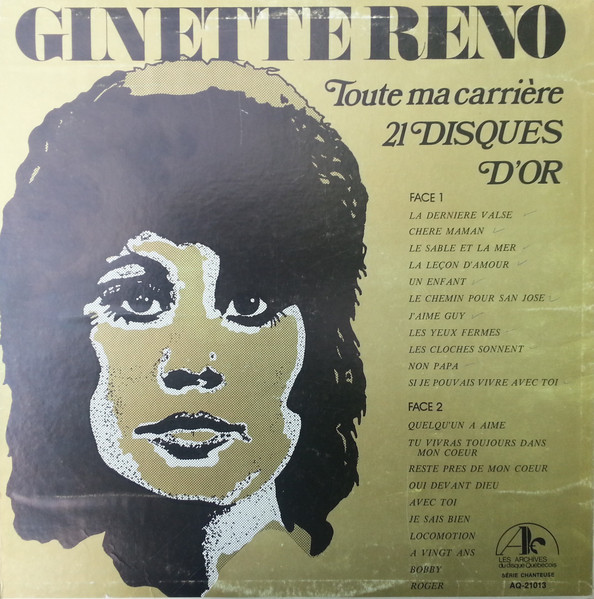 GINETTE RENO
Toute ma carrière
21 DISQUES
D'OR
FACE 1
LA DERNIERE VALSE
CHERE MAMAN
LE SABLE ET LA MER
LA LEÇON D'AMOUR
UN ENFANT
LE CHEMIN POUR SAN JOSE
J'AIME GUY
LES YEUX FERMES
LES CLOCHES SONNENT
NON PAPA
SI JE POUVAIS VIVRE AVEC TOI
FACE 2
QUELQU'UN A AIME
TU VIVRAS TOUJOURS DANS
MON COEUR
RESTE PRES DE MON COEUR
OUI DEVANT DIEU
AVEC TOI
JE SAIS BIEN
LOCOMOTION
A VINGT ANS
BOBBY
ROGER
LES ARCHIVES
du disque Québécois
SÉRIE CHANTEUSE
AQ-21013